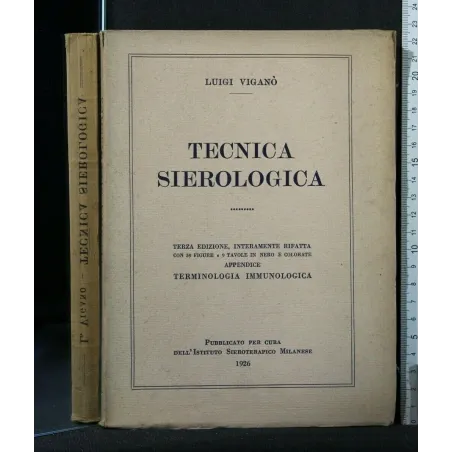 LUIGI VIGANÒ
TECNICA
SIEROLOGICA
TERZA EDIZIONE, INTERAMENTE RIFATTA
CON 30 FIGURE e 9 TAVOLE IN NERO E COLORATE
APPENDICE
TERMINOLOGIA IMMUNOLOGICA
PUBBLICATO PER CURA
DELL'ISTITUTO SIEROTERAPICO MILANESE
1926
L. VIGANÒ - TECNICA SIEROLOGICA